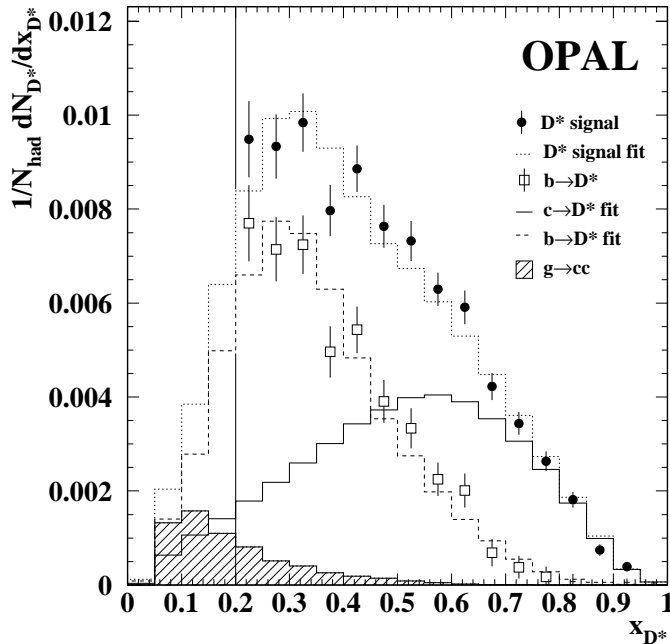 1/N_had dN_D*/dx_D*
0.012
0.01
0.008
0.006
0.004
0.002
0
OPAL
D* signal
D* signal fit
b→D*
c→D* fit
b→D* fit
g→cc
0 0.1 0.2 0.3 0.4 0.5 0.6 0.7 0.8 0.9 1
x_D*